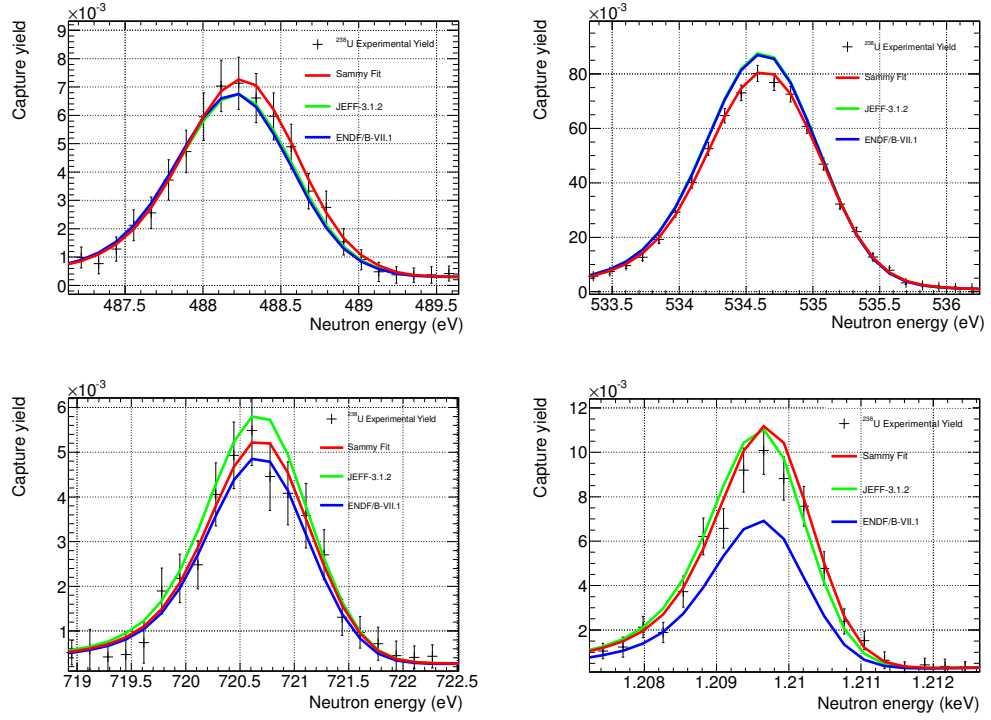 ×10⁻³
Capture yield
9
8
7
6
5
4
3
2
1
0
²³⁸U Experimental Yield
Sammy Fit
JEFF-3.1.2
ENDF/B-VII.1
487.5 488 488.5 489 489.5
Neutron energy (eV)
×10⁻³
Capture yield
80
60
40
20
0
²³⁸U Experimental Yield
Sammy Fit
JEFF-3.1.2
ENDF/B-VII.1
533.5 534 534.5 535 535.5 536
Neutron energy (eV)
×10⁻³
Capture yield
6
5
4
3
2
1
²³⁸U Experimental Yield
Sammy Fit
JEFF-3.1.2
ENDF/B-VII.1
719 719.5 720 720.5 721 721.5 722 722.5
Neutron energy (eV)
×10⁻³
Capture yield
12
10
8
6
4
2
²³⁸U Experimental Yield
Sammy Fit
JEFF-3.1.2
ENDF/B-VII.1
1.208 1.209 1.21 1.211 1.212
Neutron energy (keV)